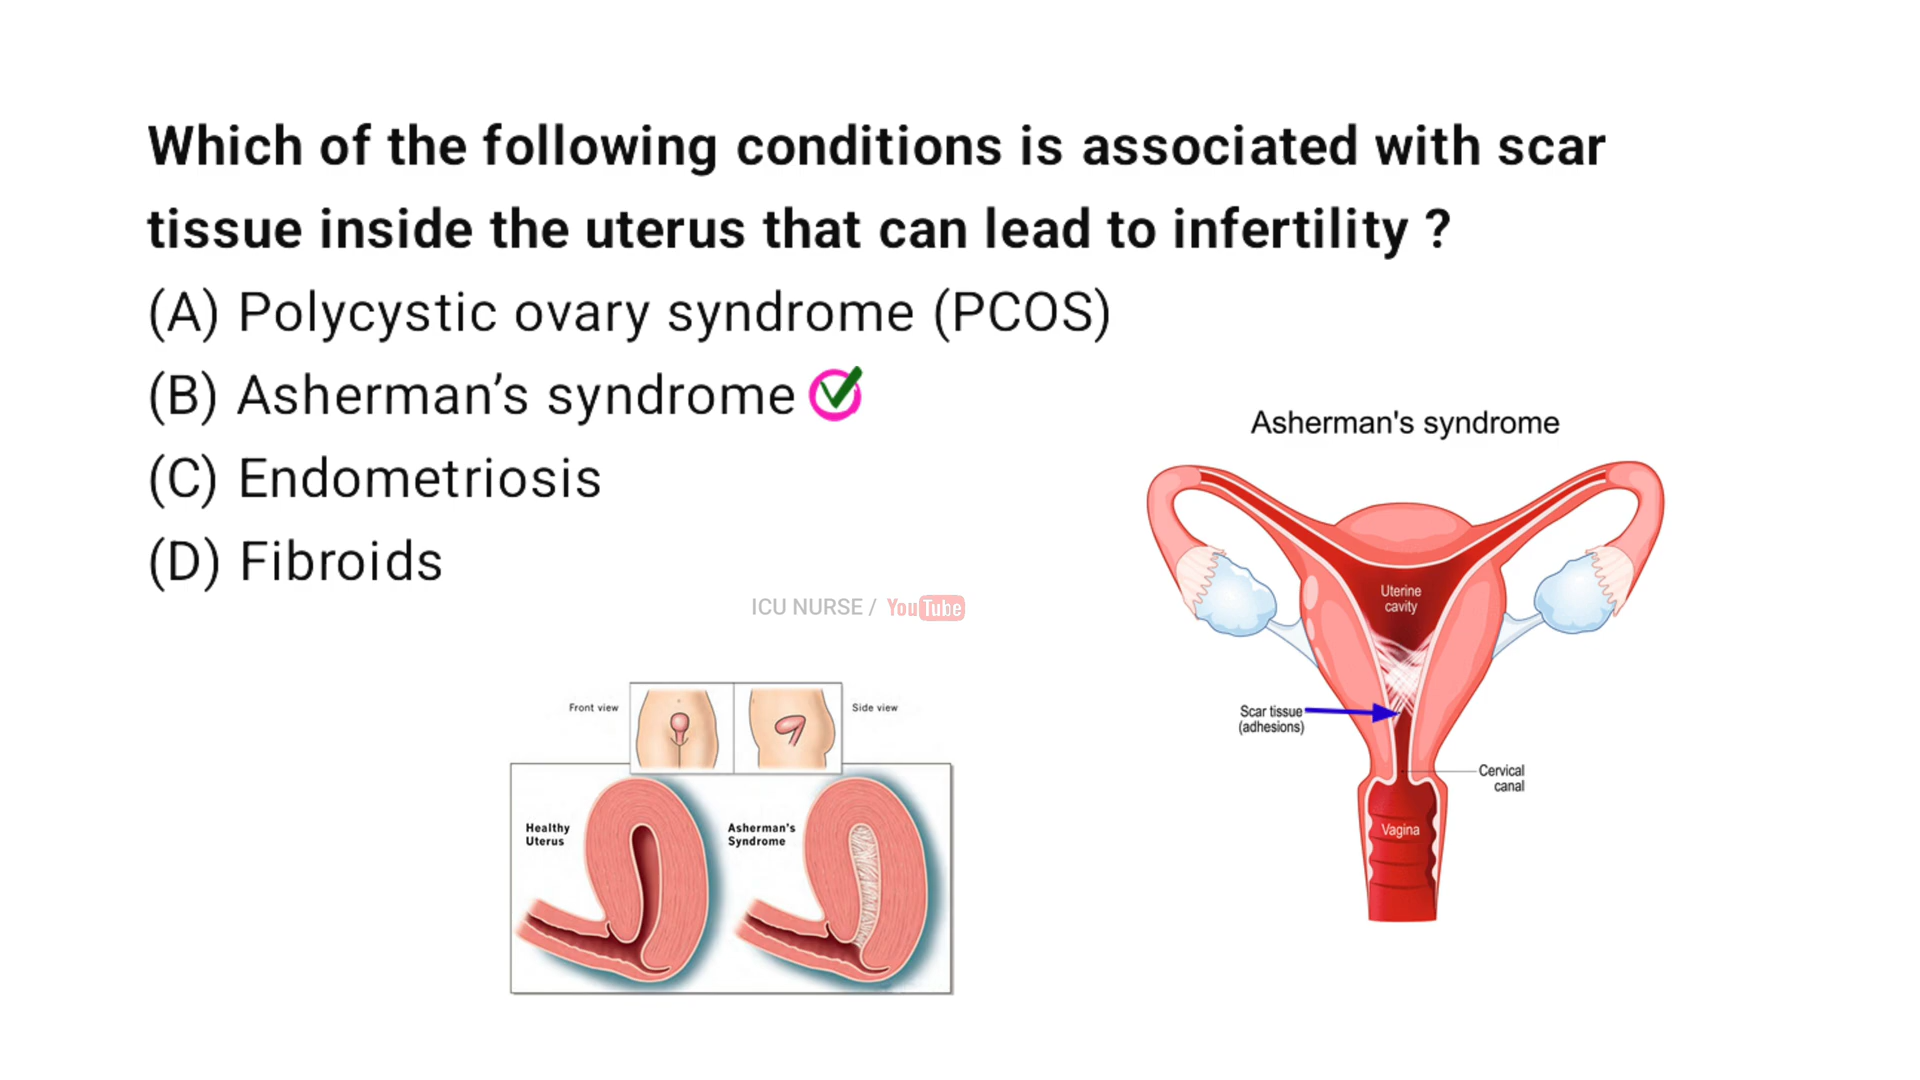 Which of the following conditions is associated with scar
tissue inside the uterus that can lead to infertility ?
(A) Polycystic ovary syndrome (PCOS)
(B) Asherman’s syndrome
(C) Endometriosis
(D) Fibroids
ICU NURSE / YouTube
Asherman's syndrome
Uterine
cavity
Scar tissue
(adhesions)
Cervical
canal
Vagina
Front view
Side view
Healthy
Uterus
Asherman's
Syndrome